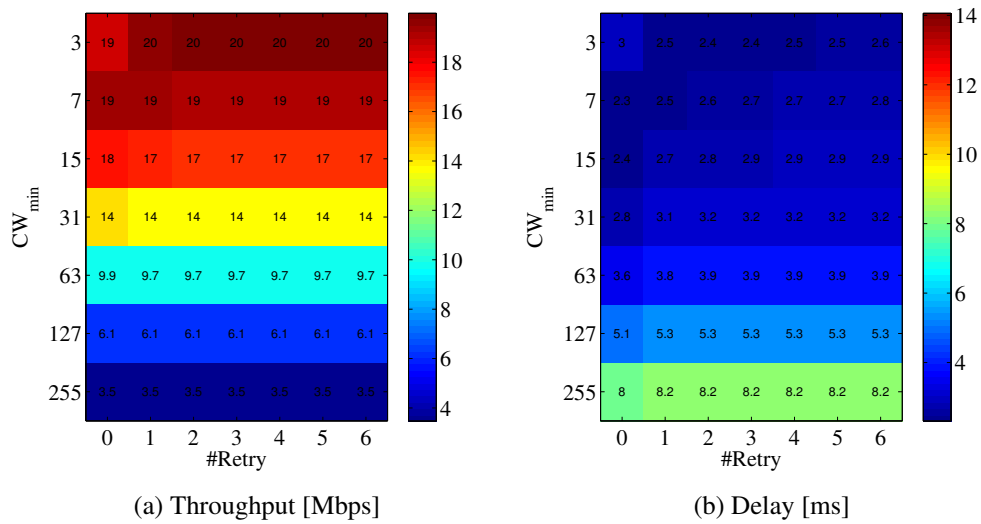 CW_min
3 19 20 20 20 20 20 20
7 19 19 19 19 19 19 19
15 18 17 17 17 17 17 17
31 14 14 14 14 14 14 14
63 9.9 9.7 9.7 9.7 9.7 9.7 9.7
127 6.1 6.1 6.1 6.1 6.1 6.1 6.1
255 3.5 3.5 3.5 3.5 3.5 3.5 3.5
0 1 2 3 4 5 6
#Retry
18
16
14
12
10
8
6
4
(a) Throughput [Mbps]
CW_min
3 3 2.5 2.4 2.4 2.5 2.5 2.6
7 2.3 2.5 2.6 2.7 2.7 2.7 2.8
15 2.4 2.7 2.8 2.9 2.9 2.9 2.9
31 3.1 3.2 3.2 3.2 3.2 3.2
63 3.6 3.8 3.9 3.9 3.9 3.9 3.9
127 5.1 5.3 5.3 5.3 5.3 5.3 5.3
255 8 8.2 8.2 8.2 8.2 8.2 8.2
0 1 2 3 4 5 6
#Retry
14
12
10
8
6
4
(b) Delay [ms]